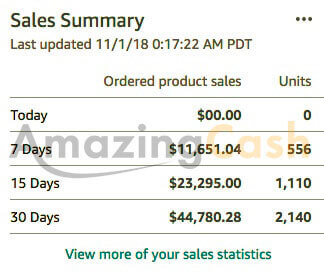 Sales Summary
Last updated 11/1/18 0:17:22 AM PDT
Ordered product sales Units
Today $00.00 0
AmazingCash
7 Days $11,651.04 556
15 Days $23,295.00 1,110
30 Days $44,780.28 2,140
View more of your sales statistics